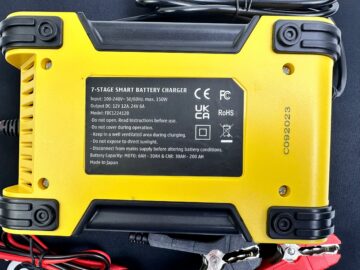 7-STAGE SMART BATTERY CHARGER
Input: 100-240V~ 50/60Hz, max. 150W
Output DC: 12V 12A, 24V 6A
Model: FBC1224120
-Do not open. Read Instructions before use.
-Do not cover during operation.
-Keep in a well ventilated area during charging.
-Do not expose to direct sunlight.
-Disconnect from mains supply before altering battery conditions.
Battery Capacity: MOTO: 6AH - 30AH & CAR: 30AH - 200 AH
Made in Japan
CE FC
UK
CA
RoHS
C092023